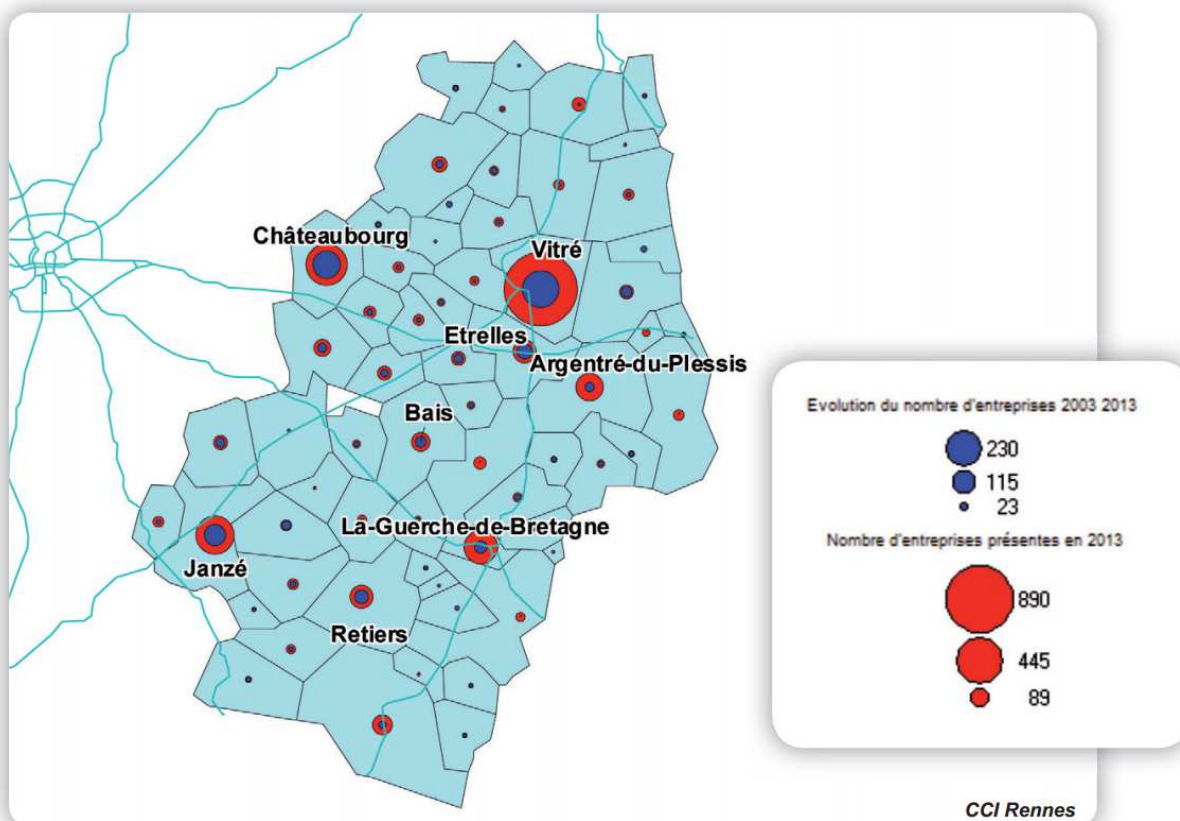 Châteaubourg
Vitré
Etrelles
Argentré-du-Plessis
Bais
La-Guerche-de-Bretagne
Janzé
Retiers
Evolution du nombre d'entreprises 2003 2013
230
115
23
Nombre d'entreprises présentes en 2013
890
445
89
CCI Rennes